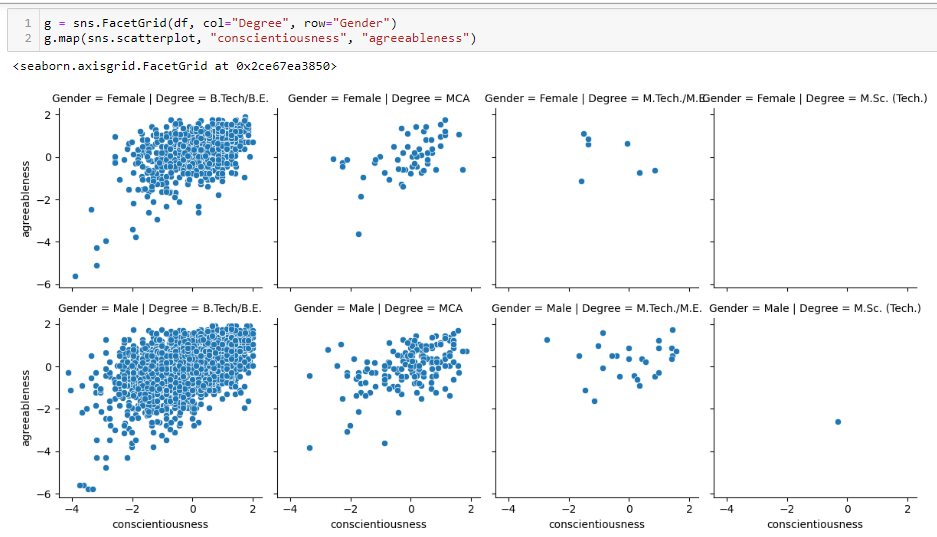 1 g = sns.FacetGrid(df, col="Degree", row="Gender")
2 g.map(sns.scatterplot, "conscientiousness", "agreeableness")
<seaborn.axisgrid.FacetGrid at 0x2ce67ea3850>
Gender = Female | Degree = B.Tech/B.E.
Gender = Female | Degree = MCA
Gender = Female | Degree = M.Tech./M.E.
Gender = Female | Degree = M.Sc. (Tech.)
2
0
−2
−4
−6
agreeableness
Gender = Male | Degree = B.Tech/B.E.
Gender = Male | Degree = MCA
Gender = Male | Degree = M.Tech./M.E.
Gender = Male | Degree = M.Sc. (Tech.)
2
0
−2
−4
−6
agreeableness
−4 −2 0 2
−4 −2 0 2
−4 −2 0 2
−4 −2 0 2
conscientiousness
conscientiousness
conscientiousness
conscientiousness